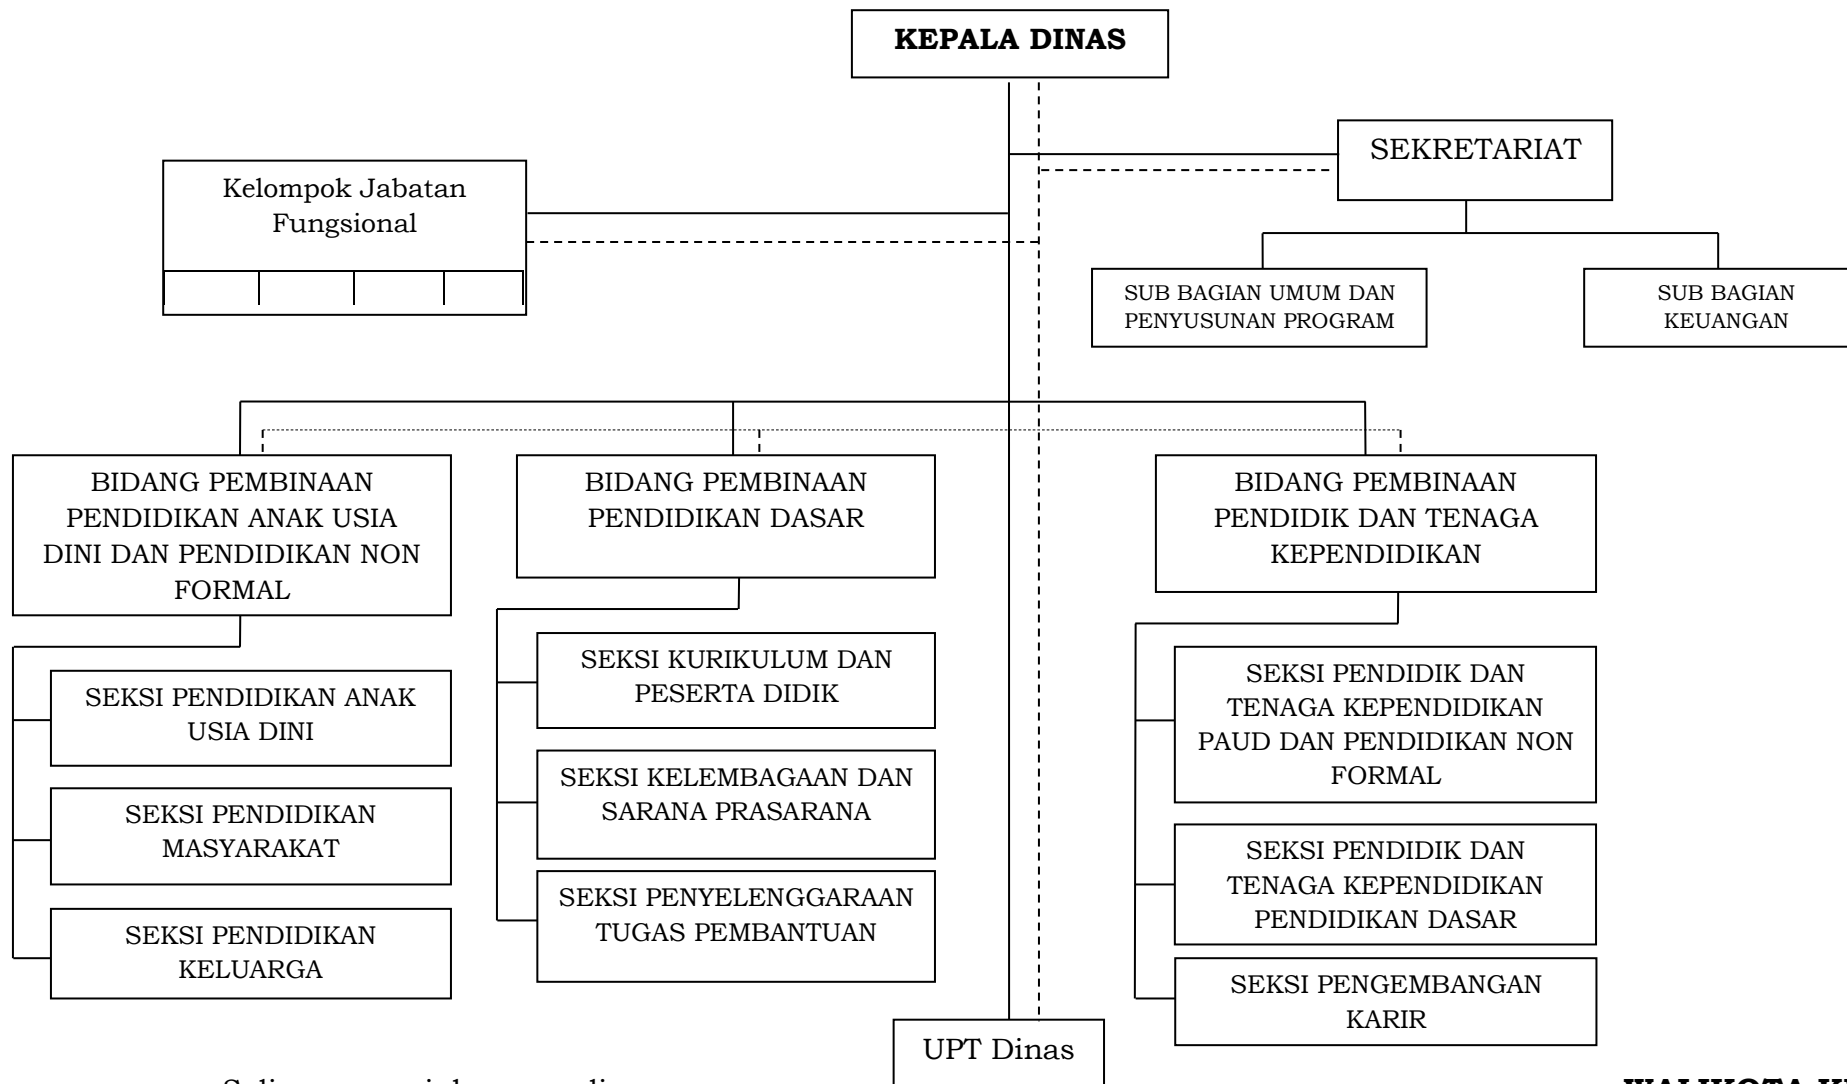 KEPALA DINAS
SEKRETARIAT
Kelompok Jabatan
Fungsional
SUB BAGIAN UMUM DAN
PENYUSUNAN PROGRAM
SUB BAGIAN
KEUANGAN
BIDANG PEMBINAAN
PENDIDIKAN ANAK USIA
DINI DAN PENDIDIKAN NON
FORMAL
SEKSI PENDIDIKAN ANAK
USIA DINI
SEKSI PENDIDIKAN
MASYARAKAT
SEKSI PENDIDIKAN
KELUARGA
BIDANG PEMBINAAN
PENDIDIKAN DASAR
SEKSI KURIKULUM DAN
PESERTA DIDIK
SEKSI KELEMBAGAAN DAN
SARANA PRASARANA
SEKSI PENYELENGGARAAN
TUGAS PEMBANTUAN
BIDANG PEMBINAAN
PENDIDIK DAN TENAGA
KEPENDIDIKAN
SEKSI PENDIDIK DAN
TENAGA KEPENDIDIKAN
PAUD DAN PENDIDIKAN NON
FORMAL
SEKSI PENDIDIK DAN
TENAGA KEPENDIDIKAN
PENDIDIKAN DASAR
SEKSI PENGEMBANGAN
KARIR
UPT Dinas
WALIKOTA